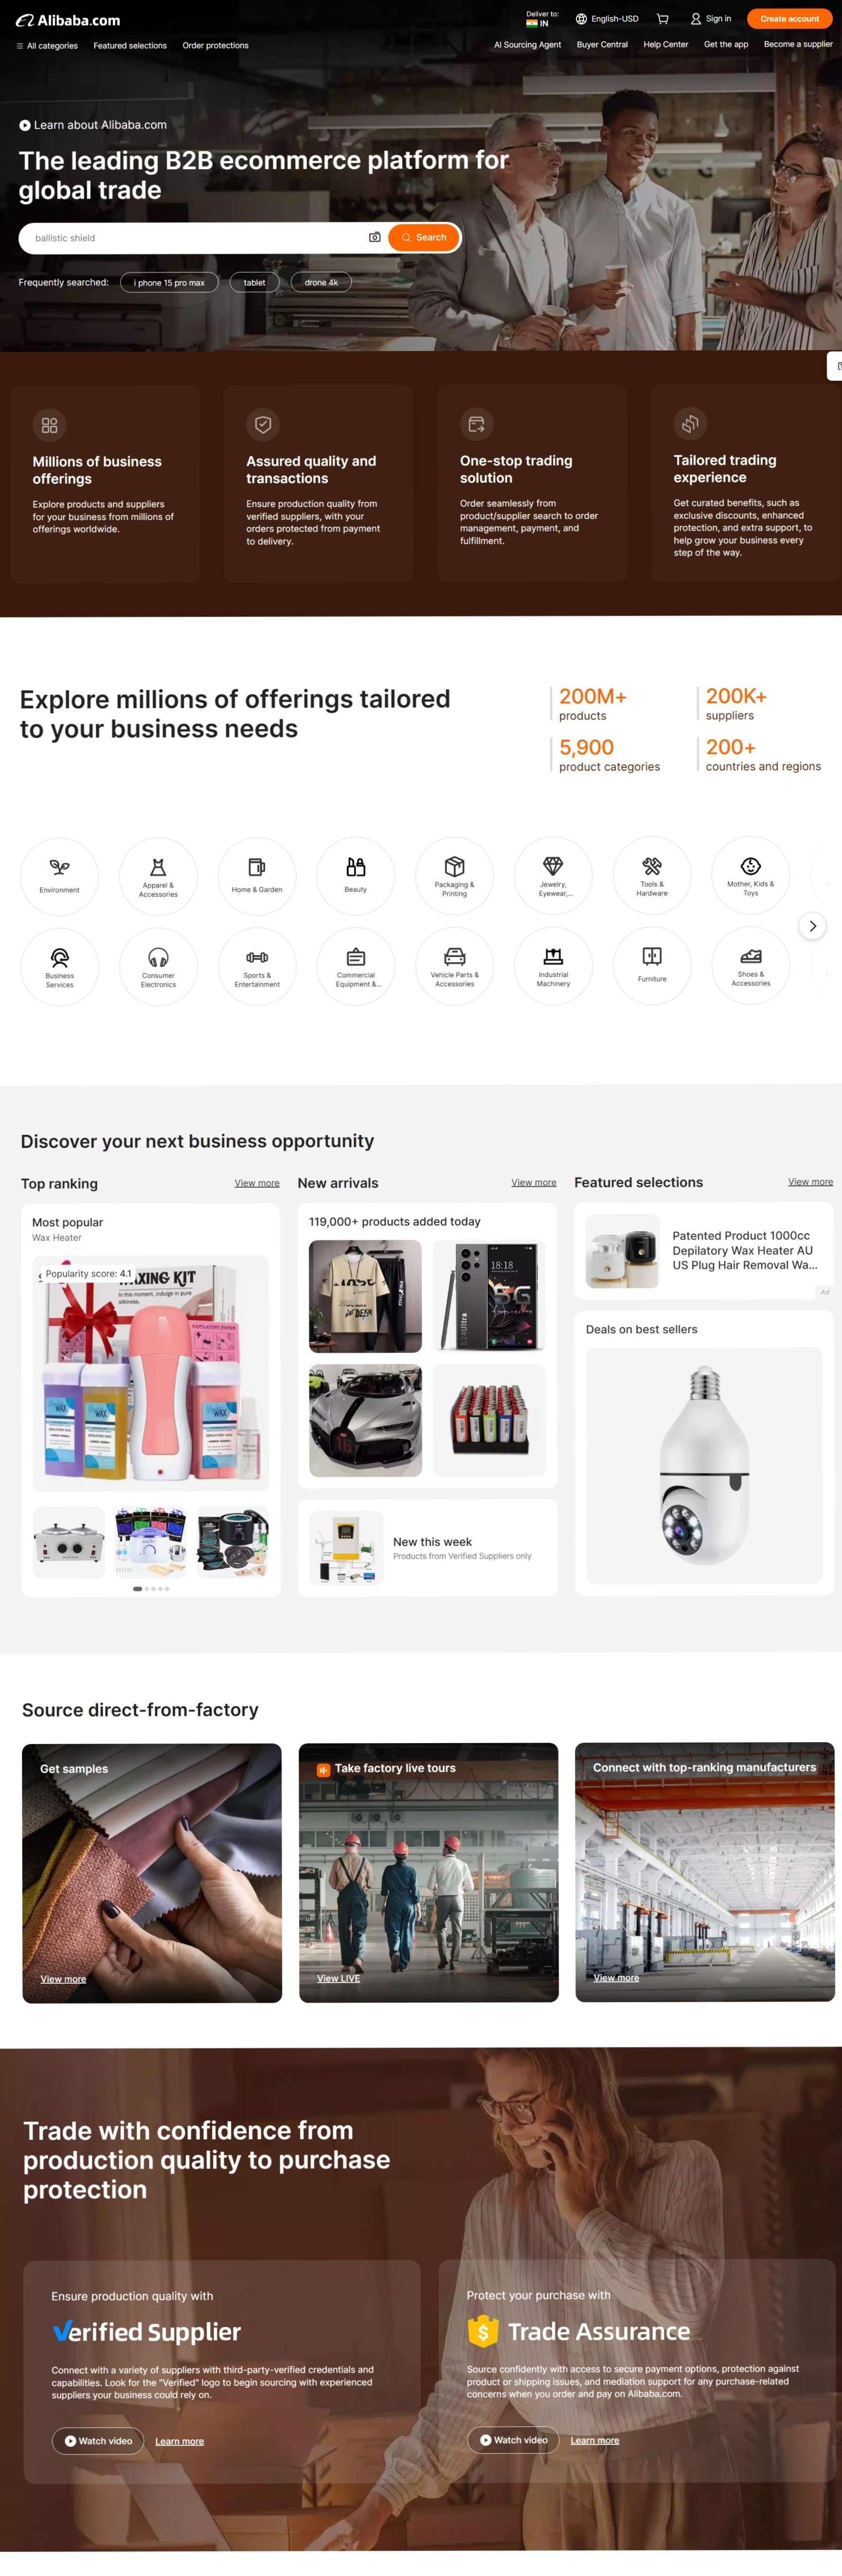 Alibaba.com
Deliver to:
IN
English-USD
Sign in
Create account
All categories
Featured selections
Order protections
AI Sourcing Agent
Buyer Central
Help Center
Get the app
Become a supplier
Learn about Alibaba.com
The leading B2B ecommerce platform for
global trade
ballistic shield
Search
Frequently searched:
i phone 15 pro max
tablet
drone 4k
Millions of business
offerings
Explore products and suppliers
for your business from millions of
offerings worldwide.
Assured quality and
transactions
Ensure production quality from
verified suppliers, with your
orders protected from payment
to delivery.
One-stop trading
solution
Order seamlessly from
product/supplier search to order
management, payment, and
fulfillment.
Tailored trading
experience
Get curated benefits, such as
exclusive discounts, enhanced
protection, and extra support, to
help grow your business every
step of the way.
Explore millions of offerings tailored
to your business needs
200M+
products
200K+
suppliers
5,900
product categories
200+
countries and regions
Environment
Apparel &
Accessories
Home & Garden
Beauty
Packaging &
Printing
Jewelry,
Eyewear,...
Tools &
Hardware
Mother, Kids &
Toys
Business
Services
Consumer
Electronics
Sports &
Entertainment
Commercial
Equipment &...
Vehicle Parts &
Accessories
Industrial
Machinery
Furniture
Shoes &
Accessories
Discover your next business opportunity
Top ranking
View more
Most popular
Wax Heater
Popularity score: 4.1
AXING KIT
In this moment, indulge in pure
silkiness.
WAX
WAX
New arrivals
View more
119,000+ products added today
18:18
5G
S24Ultra
16
New this week
Products from Verified Suppliers only
Featured selections
View more
Patented Product 1000cc
Depilatory Wax Heater AU
US Plug Hair Removal Wa...
Ad
Deals on best sellers
Source direct-from-factory
Get samples
View more
Take factory live tours
View LIVE
Connect with top-ranking manufacturers
View more
Trade with confidence from
production quality to purchase
protection
Ensure production quality with
Verified Supplier
Connect with a variety of suppliers with third-party-verified credentials and
capabilities. Look for the "Verified" logo to begin sourcing with experienced
suppliers your business could rely on.
Watch video
Learn more
Protect your purchase with
$ Trade Assurance
Source confidently with access to secure payment options, protection against
product or shipping issues, and mediation support for any purchase-related
concerns when you order and pay on Alibaba.com.
Watch video
Learn more